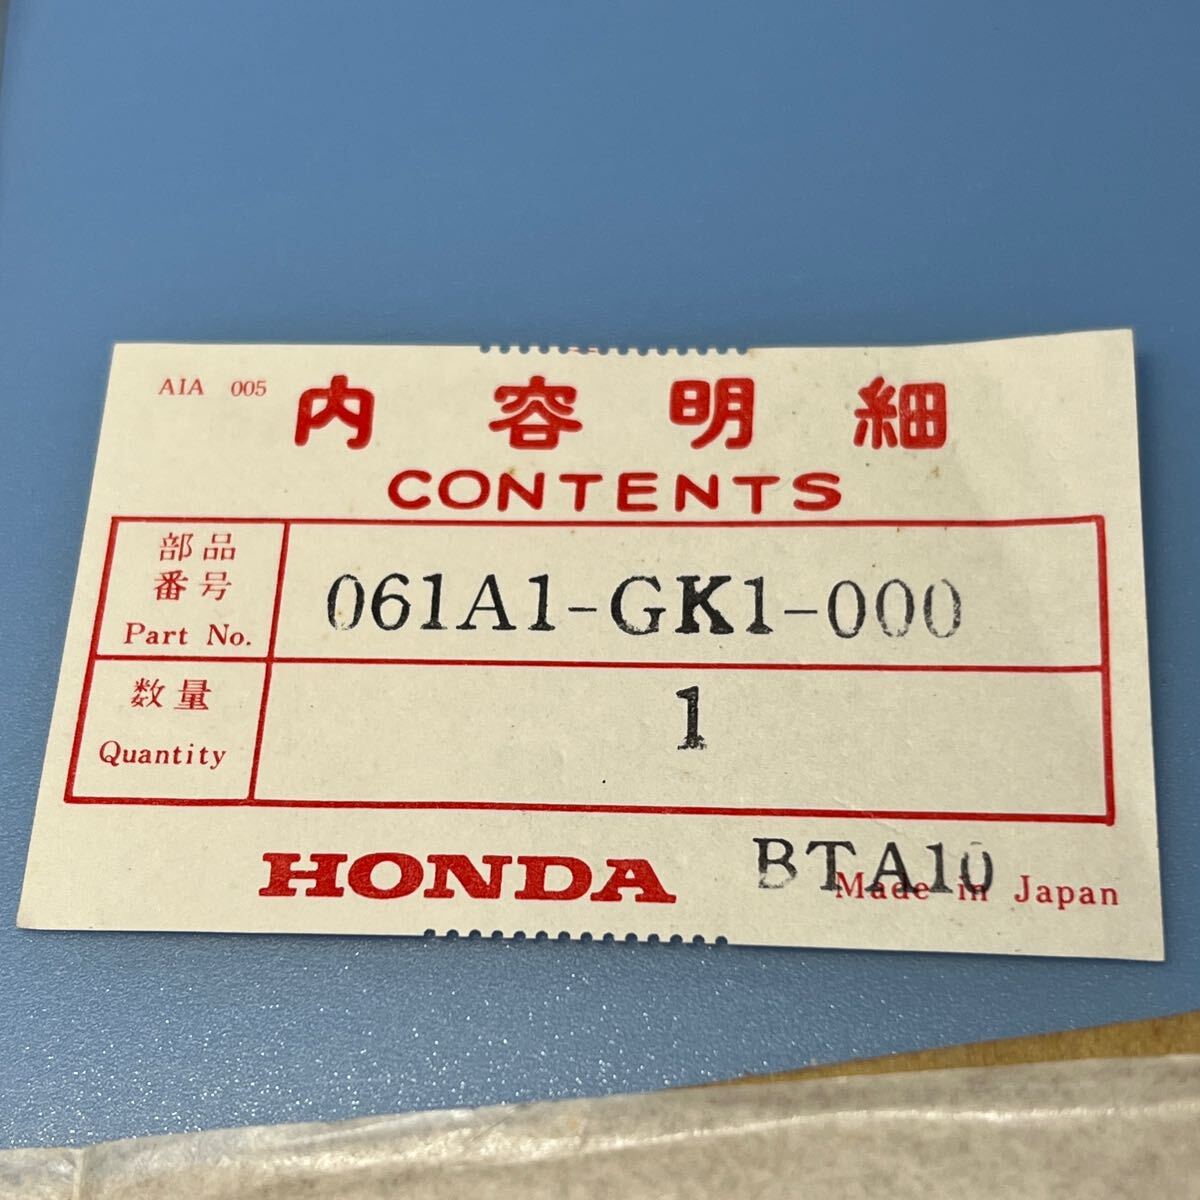 AIA 005
内容明細
CONTENTS
部品
番号
Part No.
061A1-GK1-000
数量
Quantity
1
HONDA
BTA10
Made in Japan